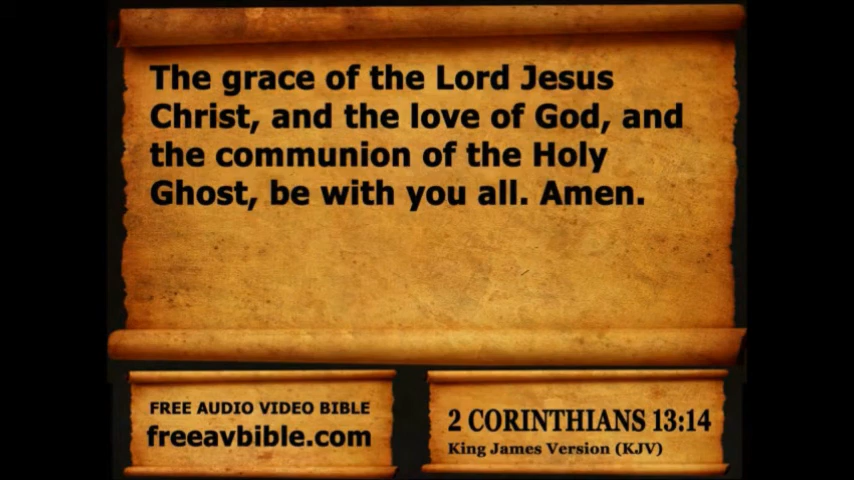 The grace of the Lord Jesus
Christ, and the love of God, and
the communion of the Holy
Ghost, be with you all. Amen.
FREE AUDIO VIDEO BIBLE
freeavbible.com
2 CORINTHIANS 13:14
King James Version (KJV)